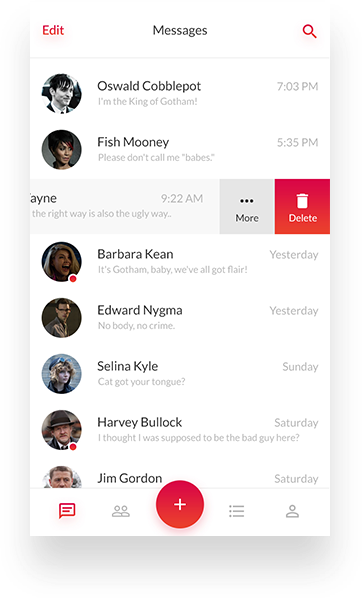 Edit Messages
Oswald Cobblepot 7:03 PM
I'm the King of Gotham!
Fish Mooney 5:35 PM
Please don't call me "babes."
ayne 9:22 AM
the right way is also the ugly way..
More Delete
Barbara Kean Yesterday
It's Gotham, baby, we've all got flair!
Edward Nygma Yesterday
No body, no crime.
Selina Kyle Sunday
Cat got your tongue?
Harvey Bullock Saturday
I thought I was supposed to be the bad guy here?
Jim Gordon Saturday